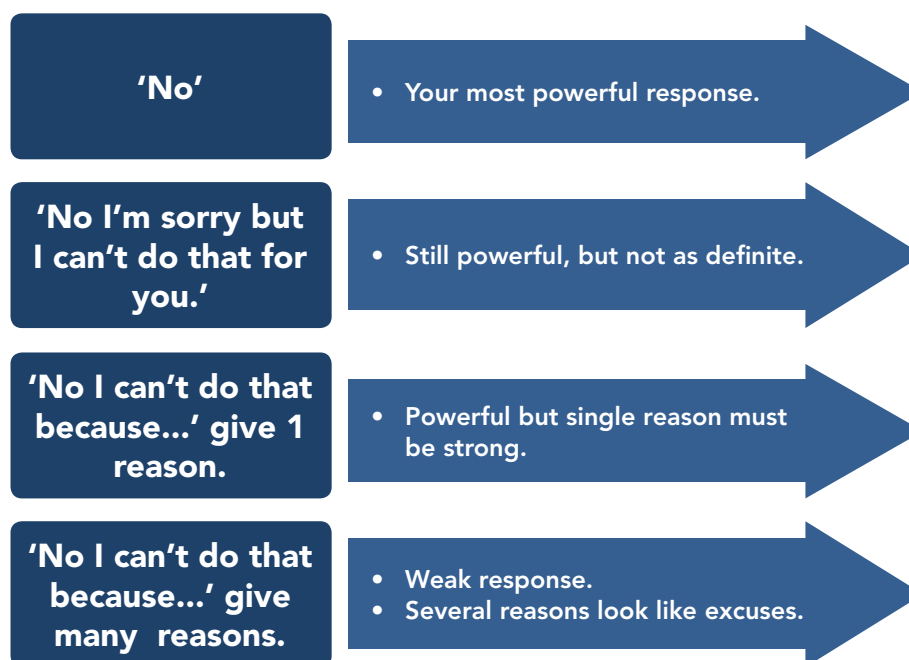 ‘No’
• Your most powerful response.
‘No I’m sorry but
I can’t do that for
you.’
• Still powerful, but not as definite.
‘No I can’t do that
because...’ give 1
reason.
• Powerful but single reason must
be strong.
‘No I can’t do that
because...’ give
many  reasons.
• Weak response.
• Several reasons look like excuses.